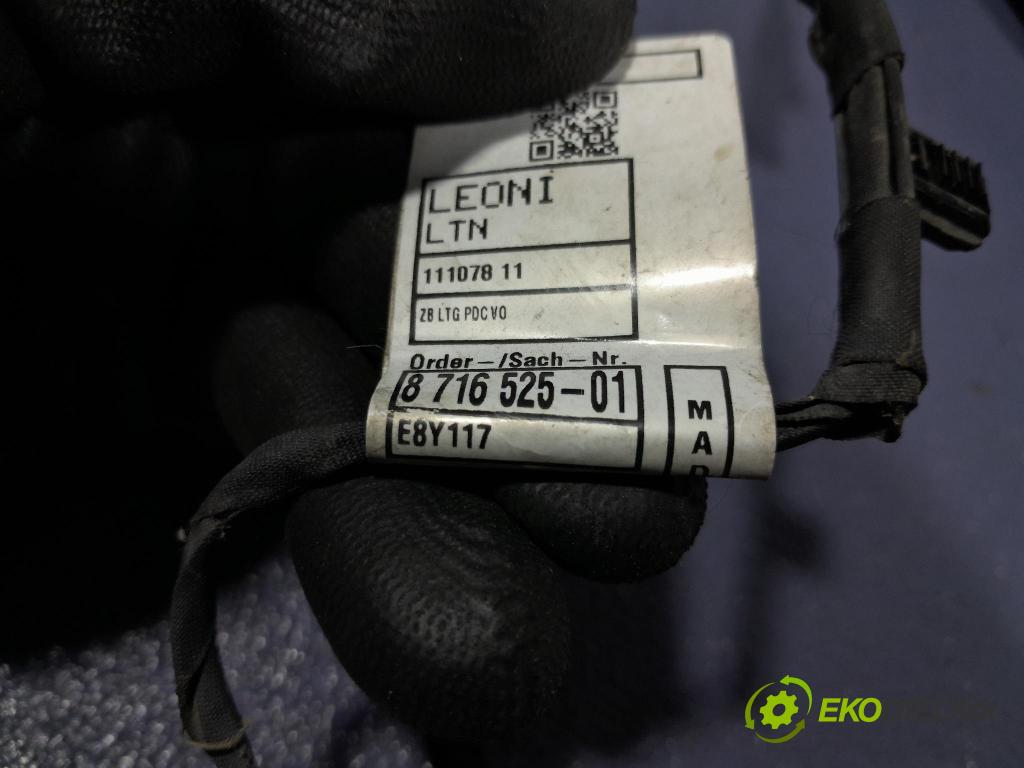 LEONI
LTN
111078 11
ZB LTG PDC VO
Order-/Sach-Nr.
8 716 525-01
E8Y117
MA
EKO